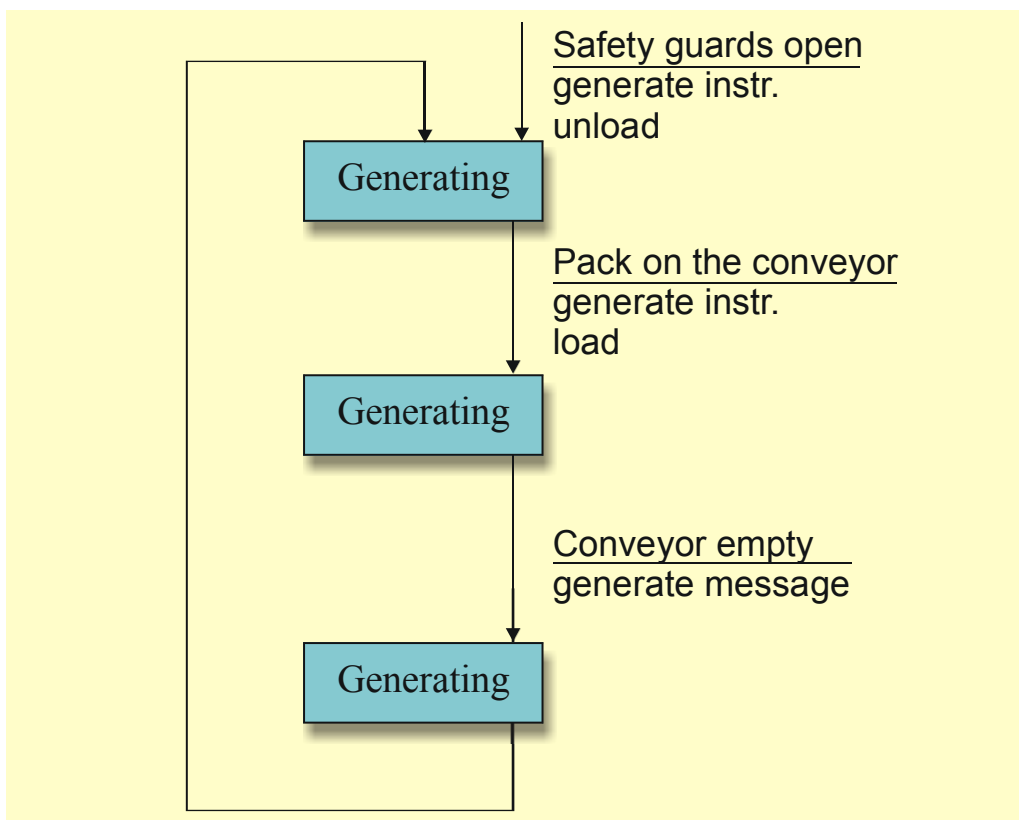 Safety guards open
generate instr.
unload
Generating
Pack on the conveyor
generate instr.
load
Generating
Conveyor empty
generate message
Generating